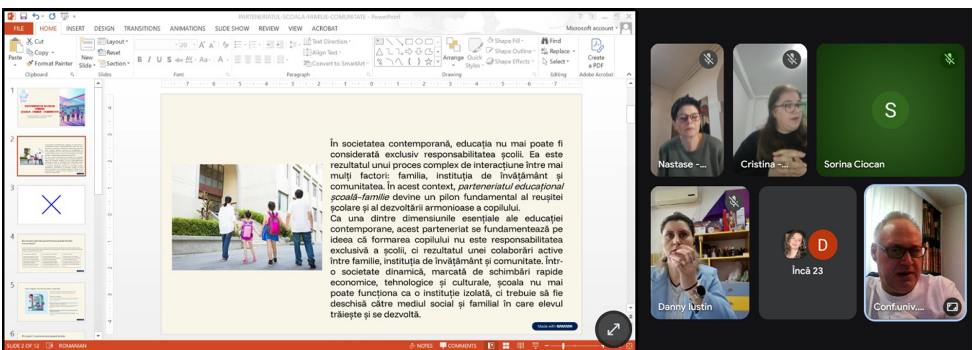 PARTENERIATUL-SCOALA-FAMILIE-COMUNITATE - PowerPoint
FILE HOME INSERT DESIGN TRANSITIONS ANIMATIONS SLIDE SHOW REVIEW VIEW ACROBAT Microsoft account
Paste
Cut
Copy
Format Painter
Clipboard
New Slide
Layout
Reset
Section
Slides
Font
Text Direction
Align Text
Convert to SmartArt
Paragraph
Arrange
Quick Styles
Shape Fill
Shape Outline
Shape Effects
Drawing
Find
Replace
Select
Editing
Create a PDF
Adobe Acrobat
1
2
3
4
5
6
În societatea contemporană, educația nu mai poate fi
considerată exclusiv responsabilitatea școlii. Ea este
rezultatul unui proces complex de interacțiune între mai
mulți factori: familia, instituția de învățământ și
comunitatea. În acest context, parteneriatul educațional
școală-familie devine un pilon fundamental al reușitei
școlare și al dezvoltării armonioase a copilului.
Ca una dintre dimensiunile esențiale ale educației
contemporane, acest parteneriat se fundamentează pe
ideea că formarea copilului nu este responsabilitatea
exclusivă a școlii, ci rezultatul unei colaborări active
între familie, instituția de învățământ și comunitate. Într-
o societate dinamică, marcată de schimbări rapide
economice, tehnologice și culturale, școala nu mai
poate funcționa ca o instituție izolată, ci trebuie să fie
deschisă către mediul social și familial în care elevul
trăiește și se dezvoltă.
Made with GAMMA
SLIDE 2 OF 12 ROMANIAN NOTES COMMENTS
Nastase -...
Cristina -...
S
Sorina Ciocan
Danny Iustin
D
Încă 23
Conf.univ....